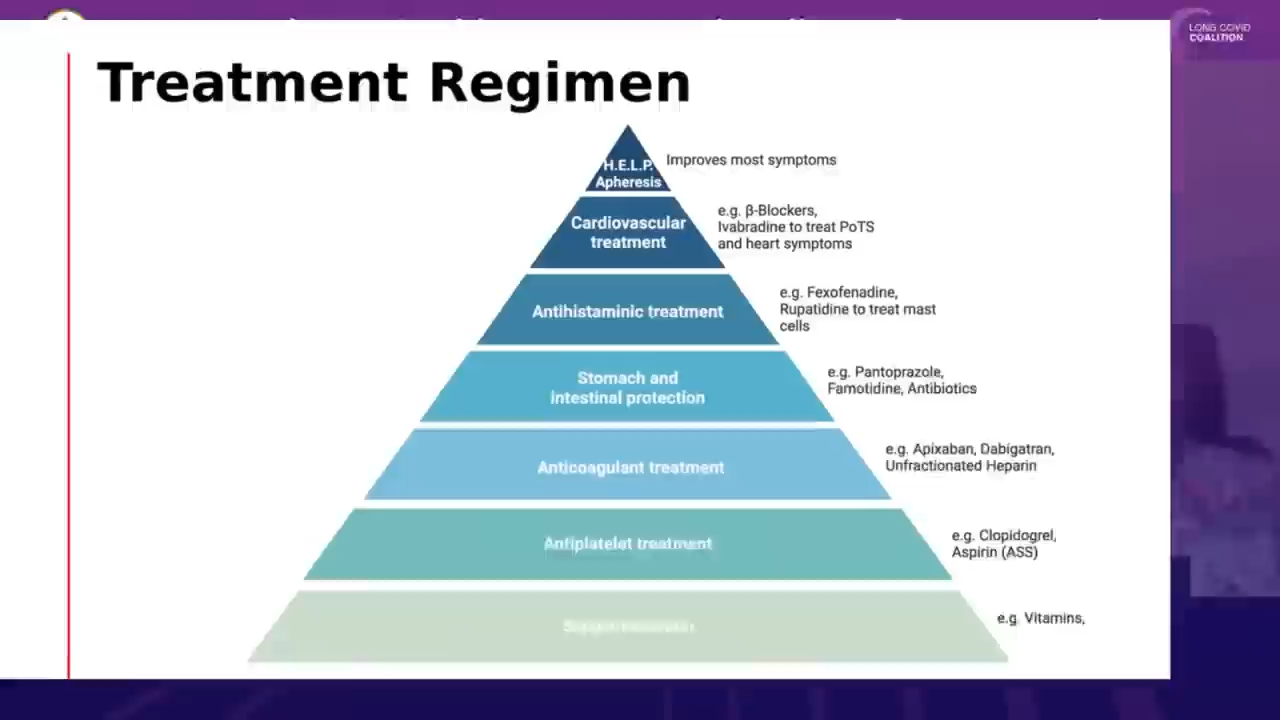 LONG COVID
COALITION
Treatment Regimen
H.E.L.P.
Apheresis
Improves most symptoms
Cardiovascular
treatment
e.g. β-Blockers,
Ivabradine to treat PoTS
and heart symptoms
Antihistaminic treatment
e.g. Fexofenadine,
Rupatidine to treat mast
cells
Stomach and
intestinal protection
e.g. Pantoprazole,
Famotidine, Antibiotics
Anticoagulant treatment
e.g. Apixaban, Dabigatran,
Unfractionated Heparin
Antiplatelet treatment
e.g. Clopidogrel,
Aspirin (ASS)
e.g. Vitamins,